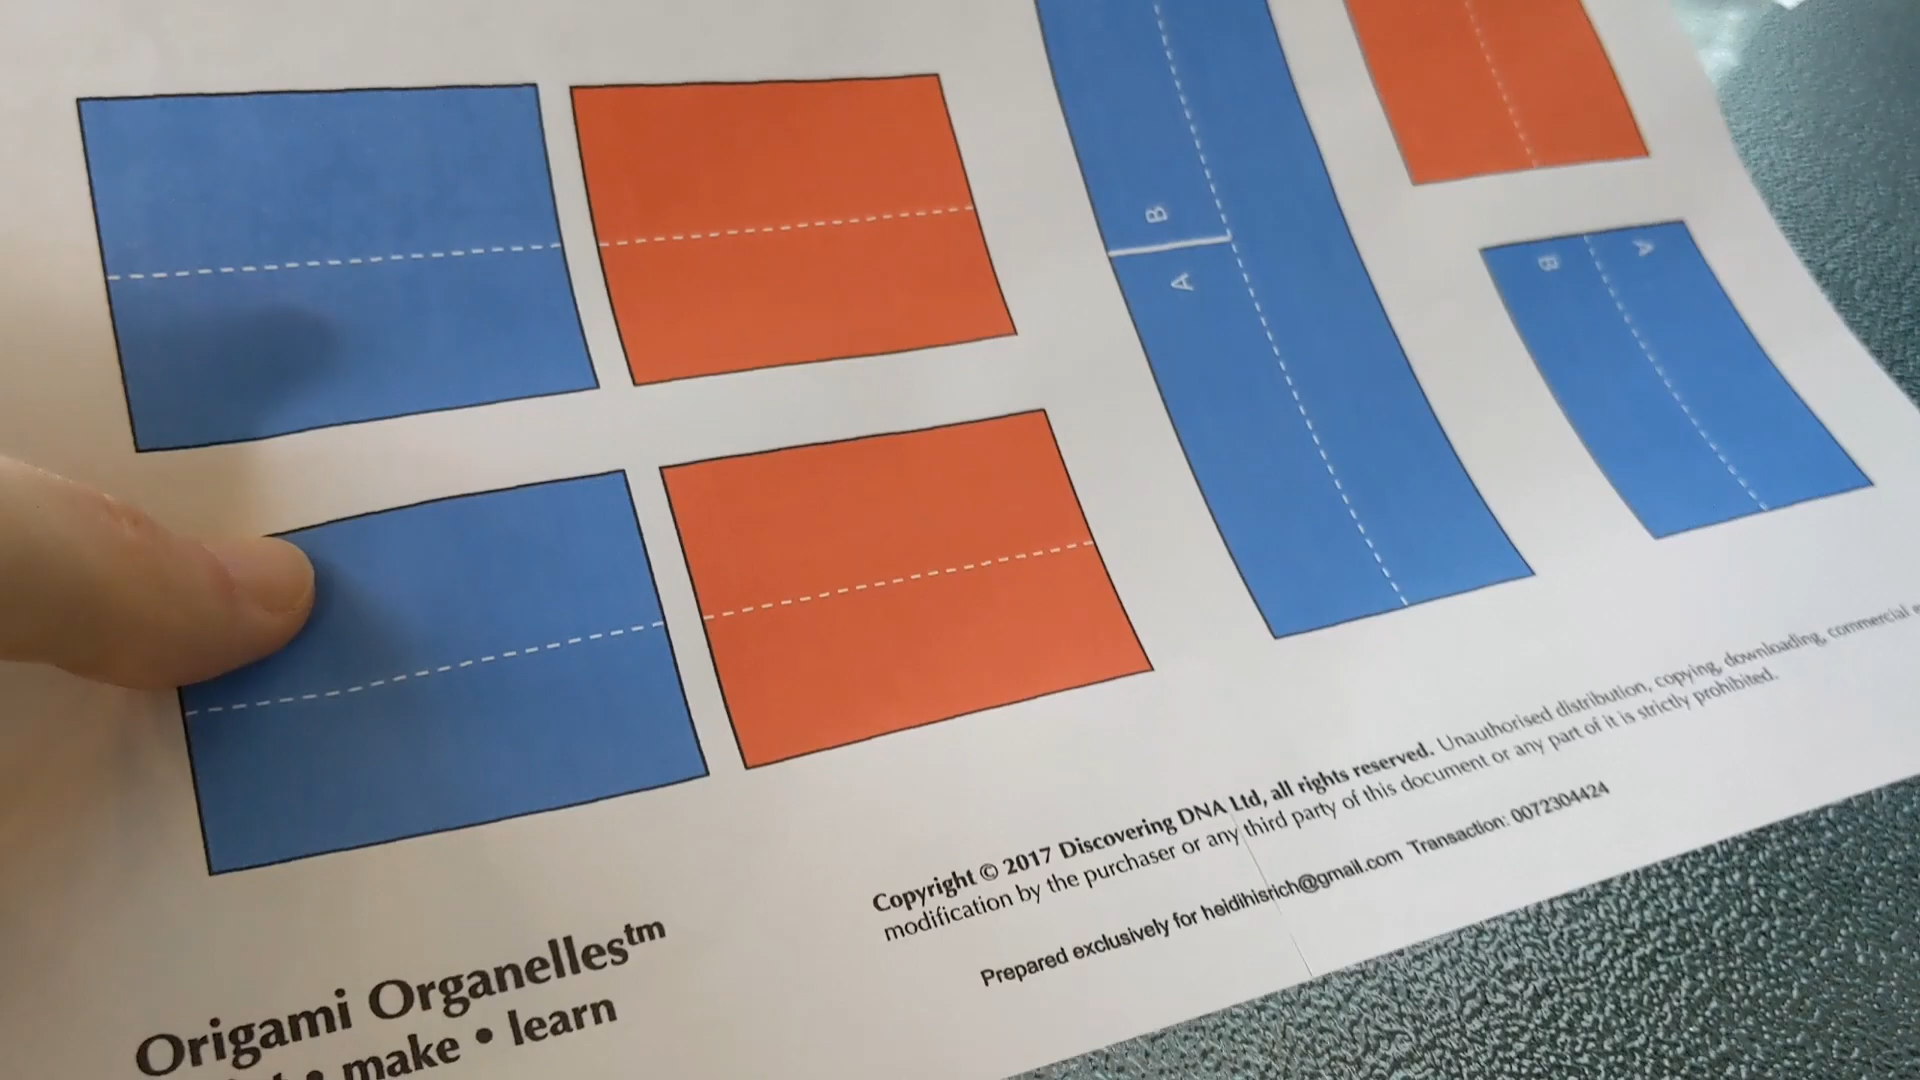 B
A
B
A
Copyright © 2017 Discovering DNA Ltd, all rights reserved. Unauthorised distribution, copying, downloading, commercial
modification by the purchaser or any third party of this document or any part of it is strictly prohibited.
Prepared exclusively for heidihisrich@gmail.com Transaction: 0072304424
Origami Organelles™
• make • learn